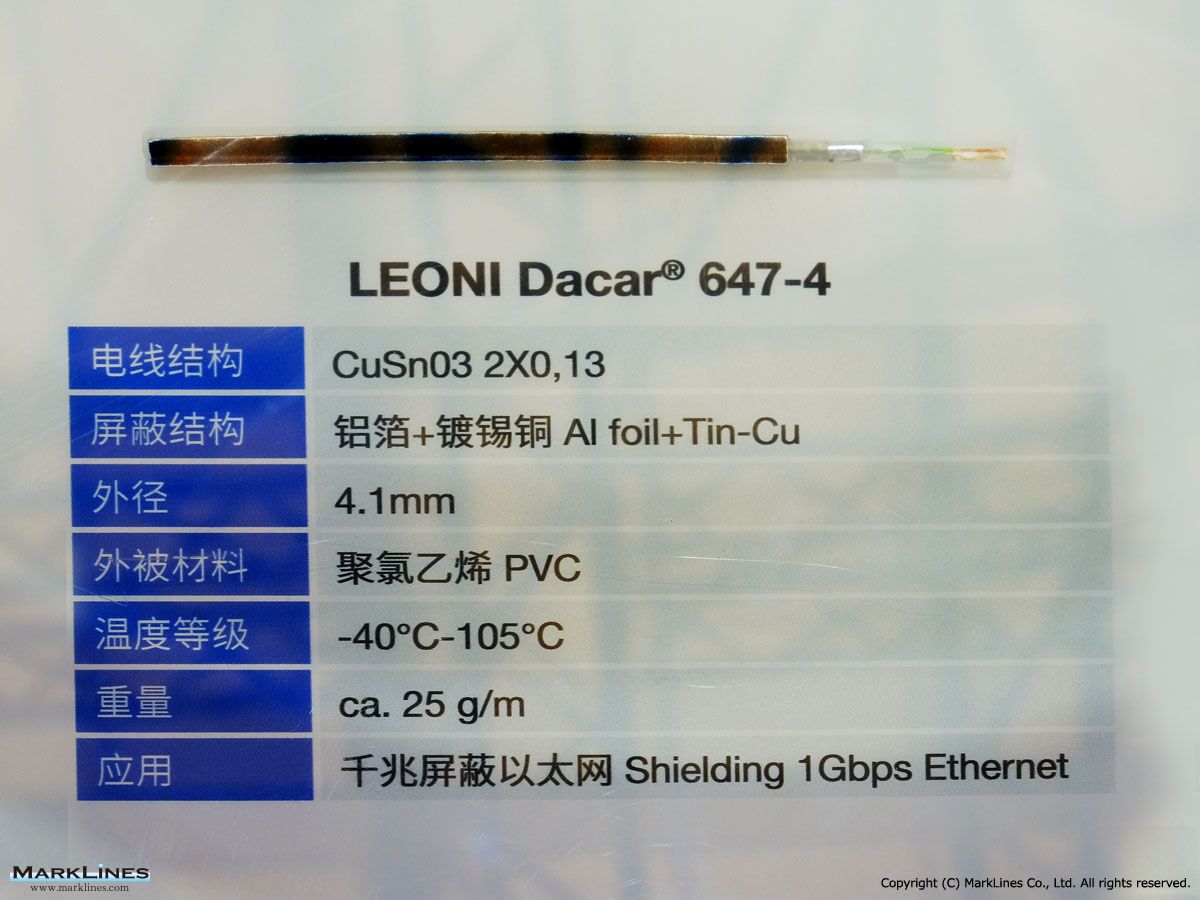 LEONI Dacar® 647-4
电线结构 CuSn03 2X0,13
屏蔽结构 铝箔+镀锡铜 Al foil+Tin-Cu
外径 4.1mm
外被材料 聚氯乙烯 PVC
温度等级 -40°C-105°C
重量 ca. 25 g/m
应用 千兆屏蔽以太网 Shielding 1Gbps Ethernet
MARKLINES
www.marklines.com
Copyright (C) MarkLines Co., Ltd. All rights reserved.